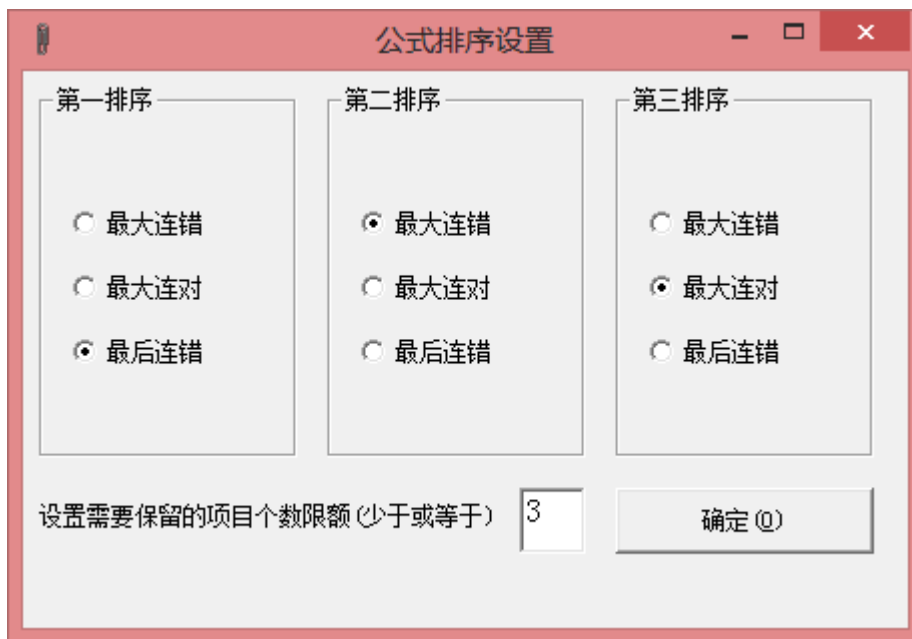 公式排序设置
第一排序
最大连错
最大连对
最后连错
第二排序
最大连错
最大连对
最后连错
第三排序
最大连错
最大连对
最后连错
设置需要保留的项目个数限额(少于或等于) 3
确定(O)